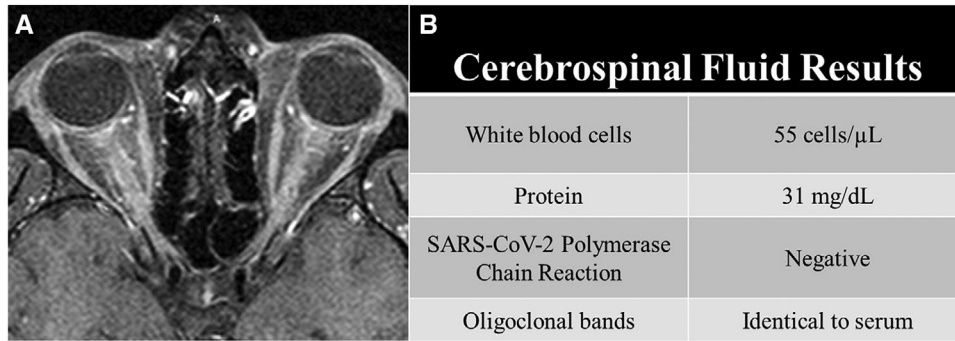 A
A
B
Cerebrospinal Fluid Results
White blood cells 55 cells/µL
Protein 31 mg/dL
SARS-CoV-2 Polymerase
Chain Reaction Negative
Oligoclonal bands Identical to serum